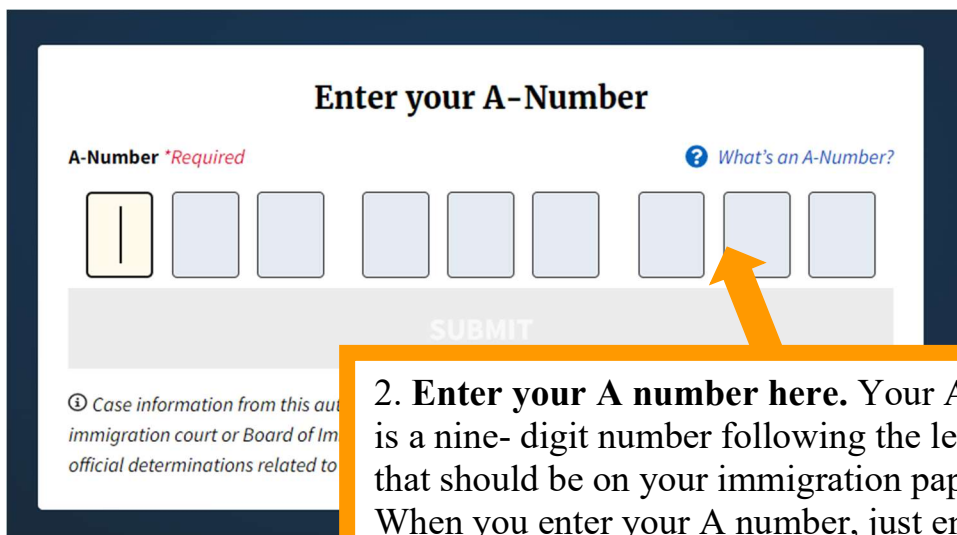 Enter your A-Number
A-Number *Required
What's an A-Number?
SUBMIT
Case information from this aut
immigration court or Board of Im
official determinations related to
2. Enter your A number here. Your A
is a nine- digit number following the le
that should be on your immigration pap
When you enter your A number, just en